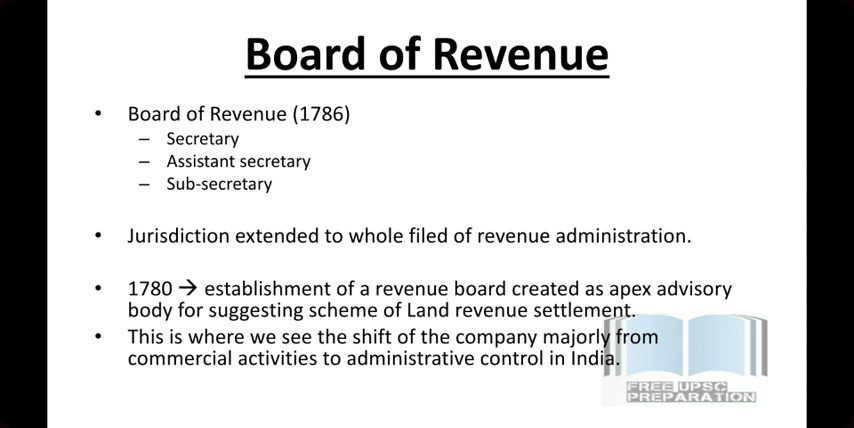 Board of Revenue
• Board of Revenue (1786)
– Secretary
– Assistant secretary
– Sub-secretary
• Jurisdiction extended to whole filed of revenue administration.
• 1780 → establishment of a revenue board created as apex advisory
body for suggesting scheme of Land revenue settlement.
• This is where we see the shift of the company majorly from
commercial activities to administrative control in India.
FREE UPSC
PREPARATION